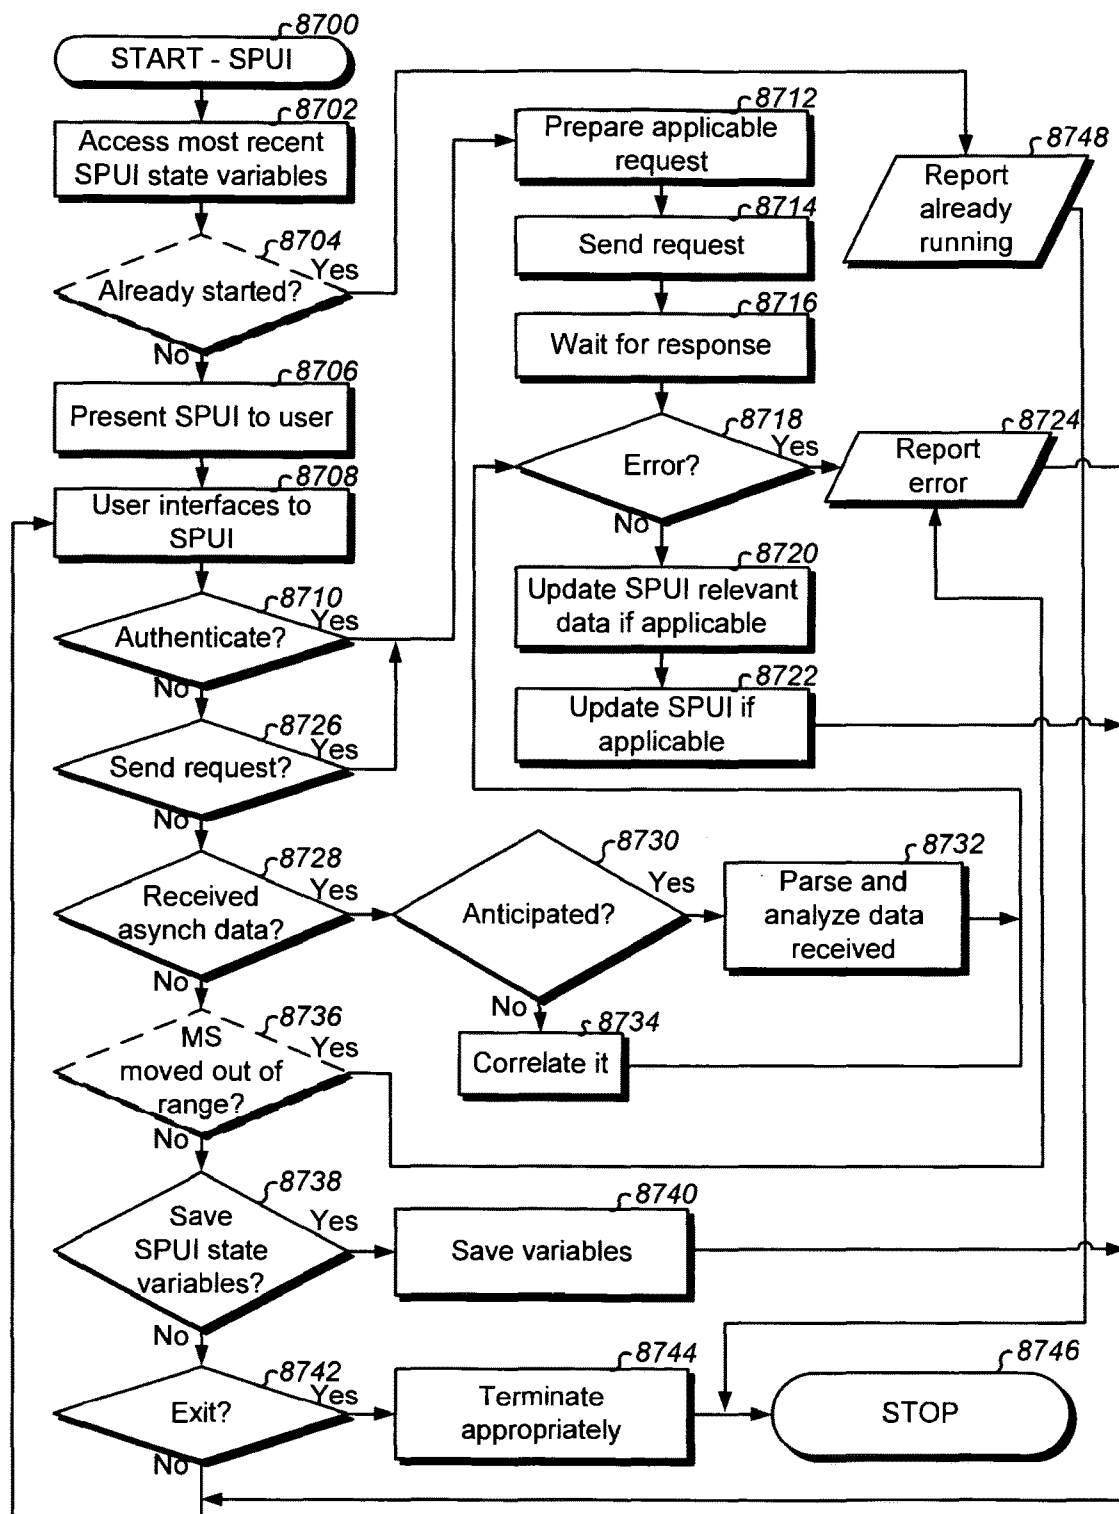 8700
START - SPUI
8702
Access most recent
SPUI state variables
8704
Yes
Already started?
No
8706
Present SPUI to user
8708
User interfaces to
SPUI
8710
Yes
Authenticate?
No
8726
Yes
Send request?
No
8728
Yes
Received
asynch data?
No
8736
MS
Yes
moved out of
range?
No
8738
Save
Yes
SPUI state
variables?
No
8742
Yes
Exit?
No
8712
Prepare applicable
request
8714
Send request
8716
Wait for response
8718
Yes
Error?
No
8720
Update SPUI relevant
data if applicable
8722
Update SPUI if
applicable
8724
Report
error
8748
Report
already
running
8730
Yes
Anticipated?
No
8732
Parse and
analyze data
received
8734
Correlate it
8740
Save variables
8744
Terminate
appropriately
8746
STOP